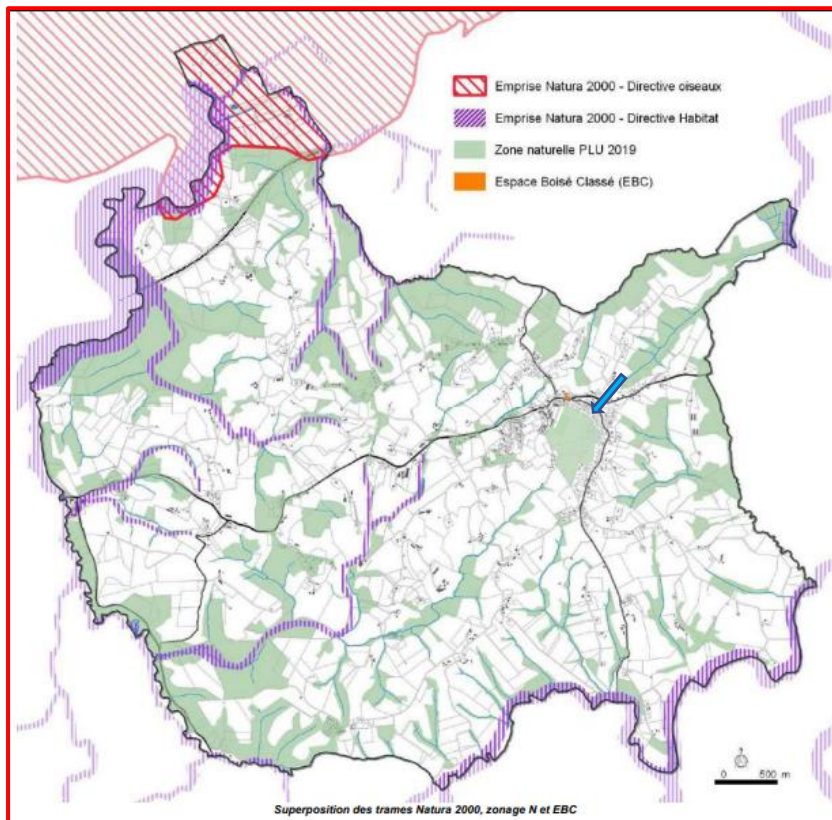 Emprise Natura 2000 - Directive oiseaux
Emprise Natura 2000 - Directive Habitat
Zone naturelle PLU 2019
Espace Boisé Classé (EBC)
0 500 m
Superposition des trames Natura 2000, zonage N et EBC